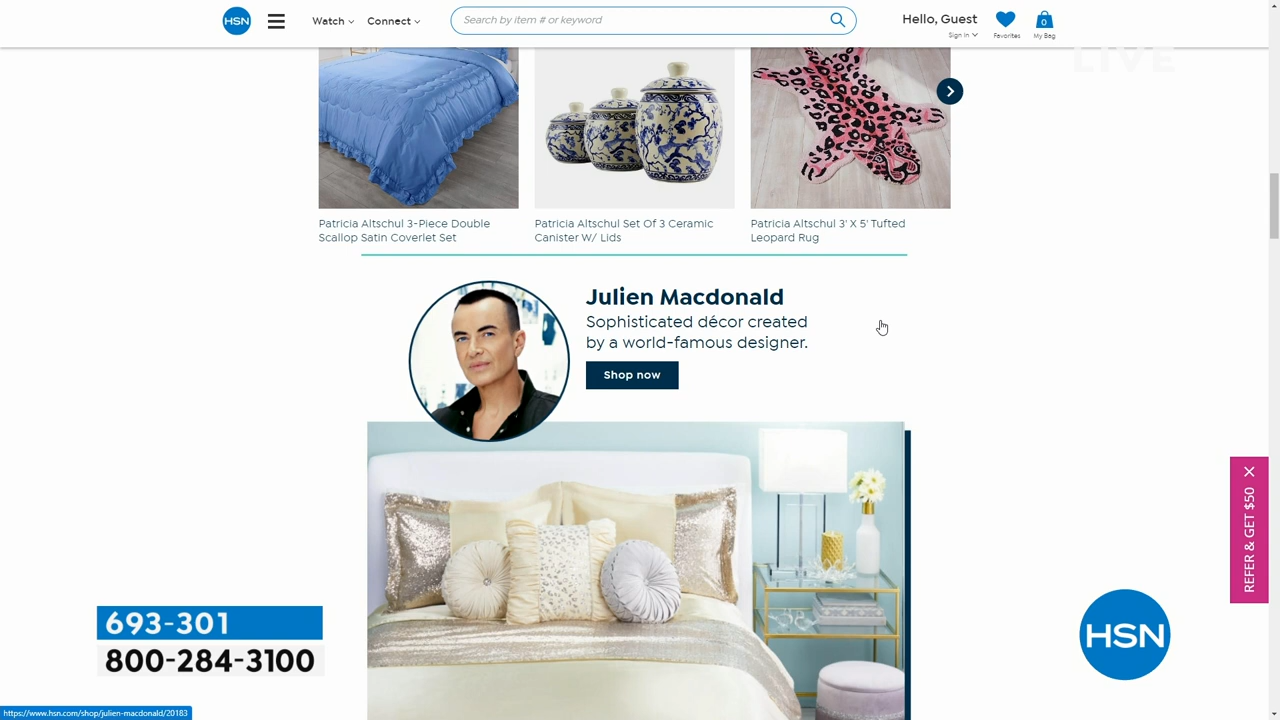 HSN
Watch
Connect
Search by item # or keyword
Hello, Guest
Sign In
Favorites
0
My Bag
LIVE
Patricia Altschul 3-Piece Double
Scallop Satin Coverlet Set
Patricia Altschul Set Of 3 Ceramic
Canister W/ Lids
Patricia Altschul 3' X 5' Tufted
Leopard Rug
Julien Macdonald
Sophisticated décor created
by a world-famous designer.
Shop now
REFER & GET $50
693-301
800-284-3100
HSN
https://www.hsn.com/shop/julien-macdonald/20183